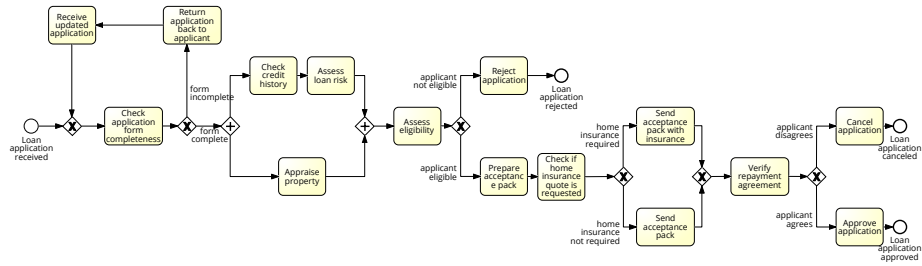 Receive
updated
application
Return
application
back to
applicant
form
incomplete
form
complete
Loan
application
received
Check
application
form
completeness
Check
credit
history
Assess
loan risk
Appraise
property
Assess
eligibility
applicant
not eligible
applicant
eligible
Reject
application
Loan
application
rejected
Prepare
acceptanc
e pack
Check if
home
insurance
quote is
requested
home
insurance
required
home
insurance
not required
Send
acceptance
pack with
insurance
Send
acceptance
pack
Verify
repayment
agreement
applicant
disagrees
applicant
agrees
Cancel
application
Loan
application
canceled
Approve
application
Loan
application
approved